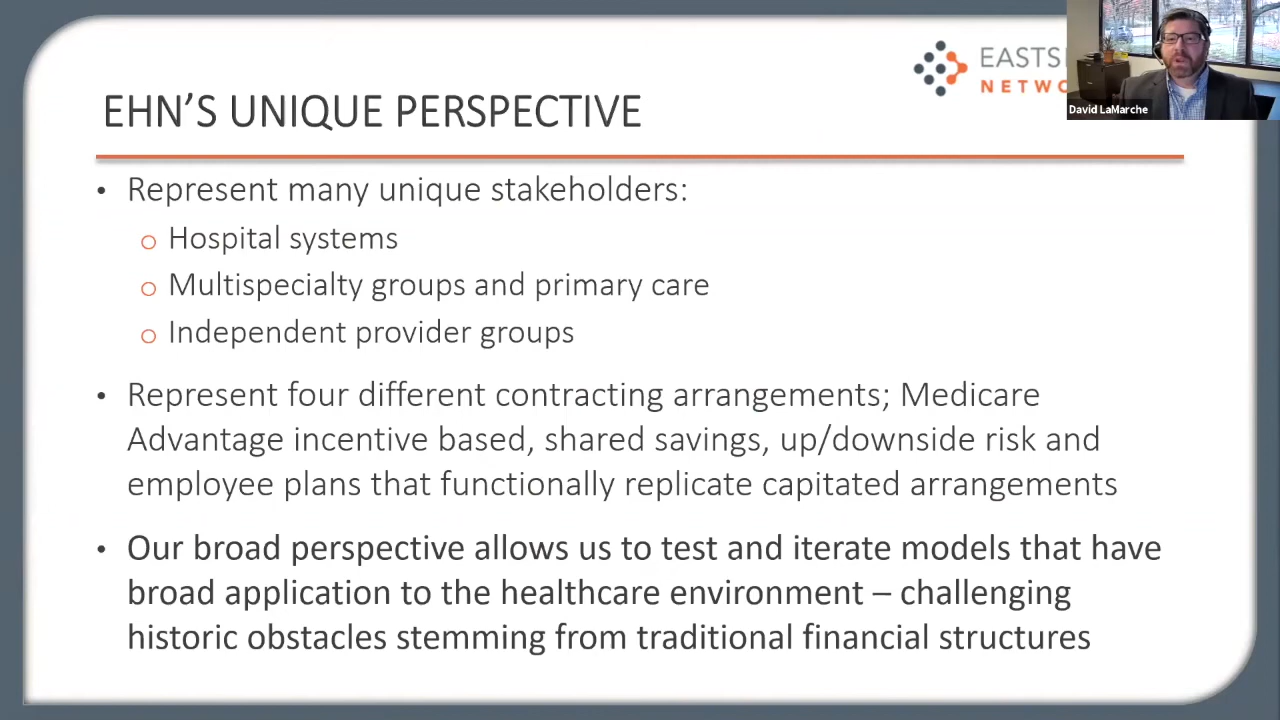 EHN'S UNIQUE PERSPECTIVE
NETWO
David LaMarche
• Represent many unique stakeholders:
o Hospital systems
o Multispecialty groups and primary care
o Independent provider groups
• Represent four different contracting arrangements; Medicare
Advantage incentive based, shared savings, up/downside risk and
employee plans that functionally replicate capitated arrangements
• Our broad perspective allows us to test and iterate models that have
broad application to the healthcare environment – challenging
historic obstacles stemming from traditional financial structures